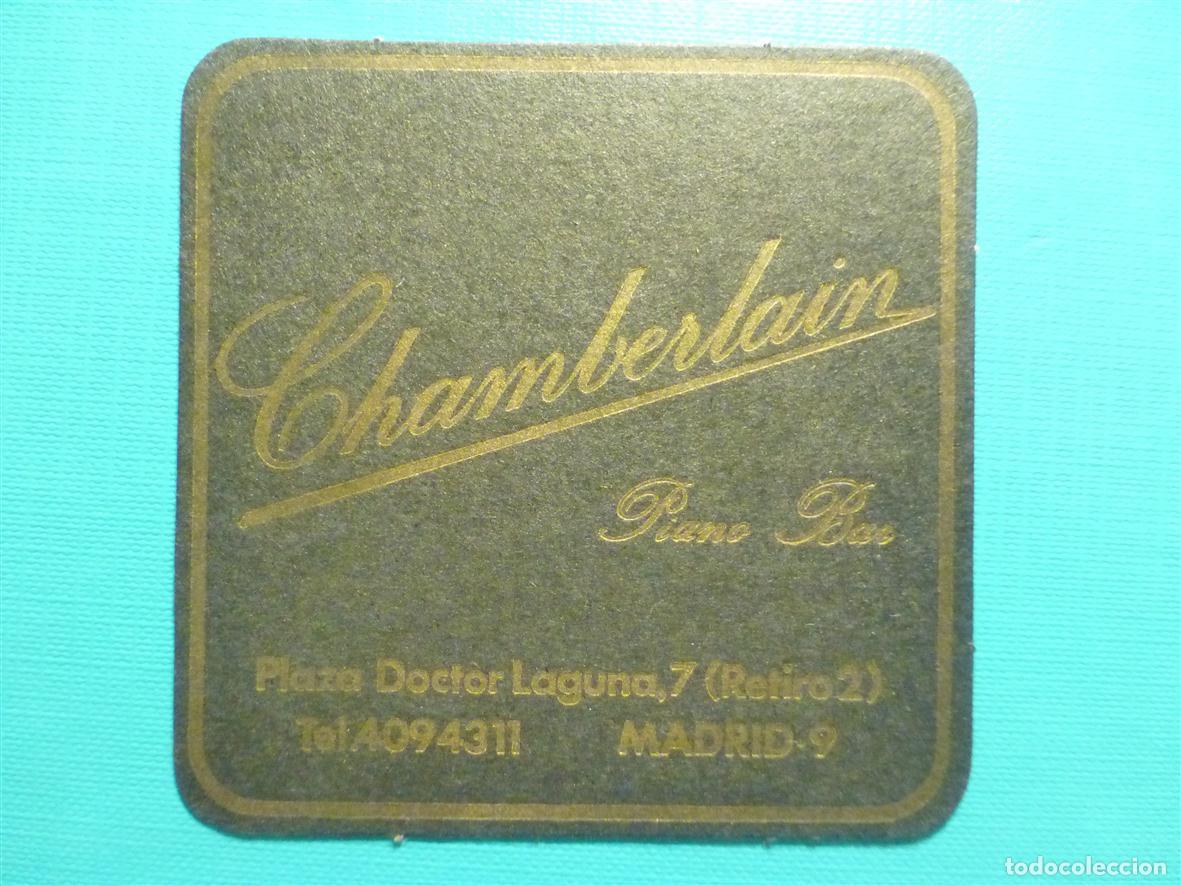 Chamberlain
Piano Bar
Plaza Doctor Laguna, 7 (Retiro 2)
Tel. 4094311 MADRID-9
todocoleccion